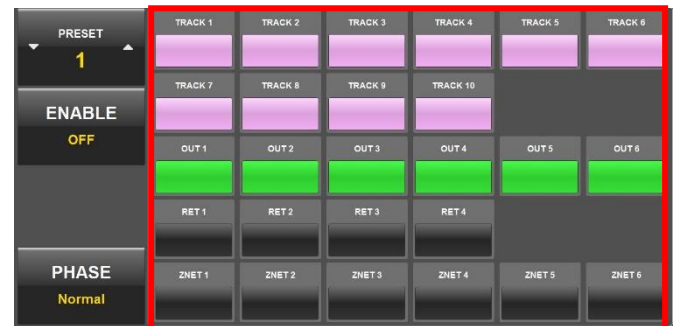 PRESET
1
ENABLE
OFF
PHASE
Normal
TRACK 1 TRACK 2 TRACK 3 TRACK 4 TRACK 5 TRACK 6
TRACK 7 TRACK 8 TRACK 9 TRACK 10
OUT 1 OUT 2 OUT 3 OUT 4 OUT 5 OUT 6
RET 1 RET 2 RET 3 RET 4
ZNET 1 ZNET 2 ZNET 3 ZNET 4 ZNET 5 ZNET 6